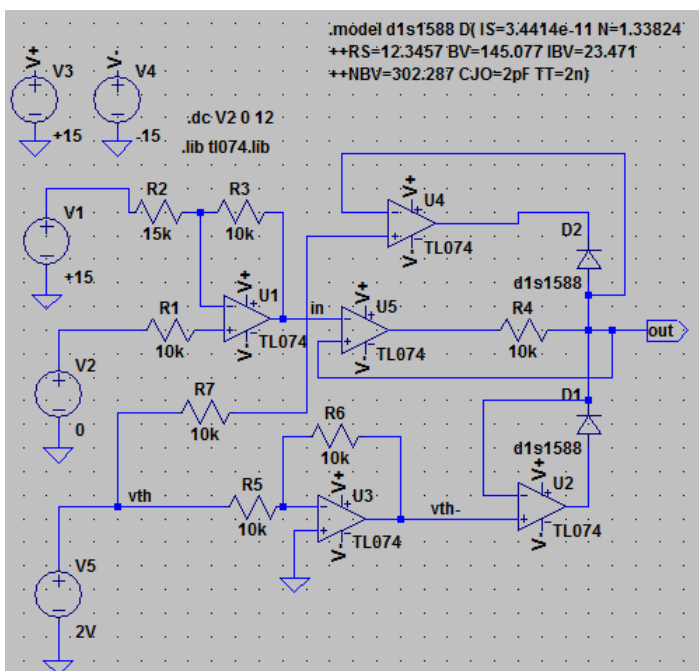 .model d1s1588 D( IS=3.4414e-11 N=1.33824
++RS=12.3457 BV=145.077 IBV=23.471
++NBV=302.287 CJO=2pF TT=2n)
V+
V-
V3
V4
+15
-15
.dc V2 0 12
.lib tl074.lib
R2
R3
15k
10k
V1
+15
V+
U4
TL074
V-
D2
d1s1588
V+
U1
TL074
V-
in
V+
U5
TL074
V-
R4
10k
out
R1
10k
V2
0
R7
10k
R6
10k
D1
d1s1588
vth
R5
10k
V+
U3
TL074
V-
vth-
V+
U2
TL074
V-
V5
2V